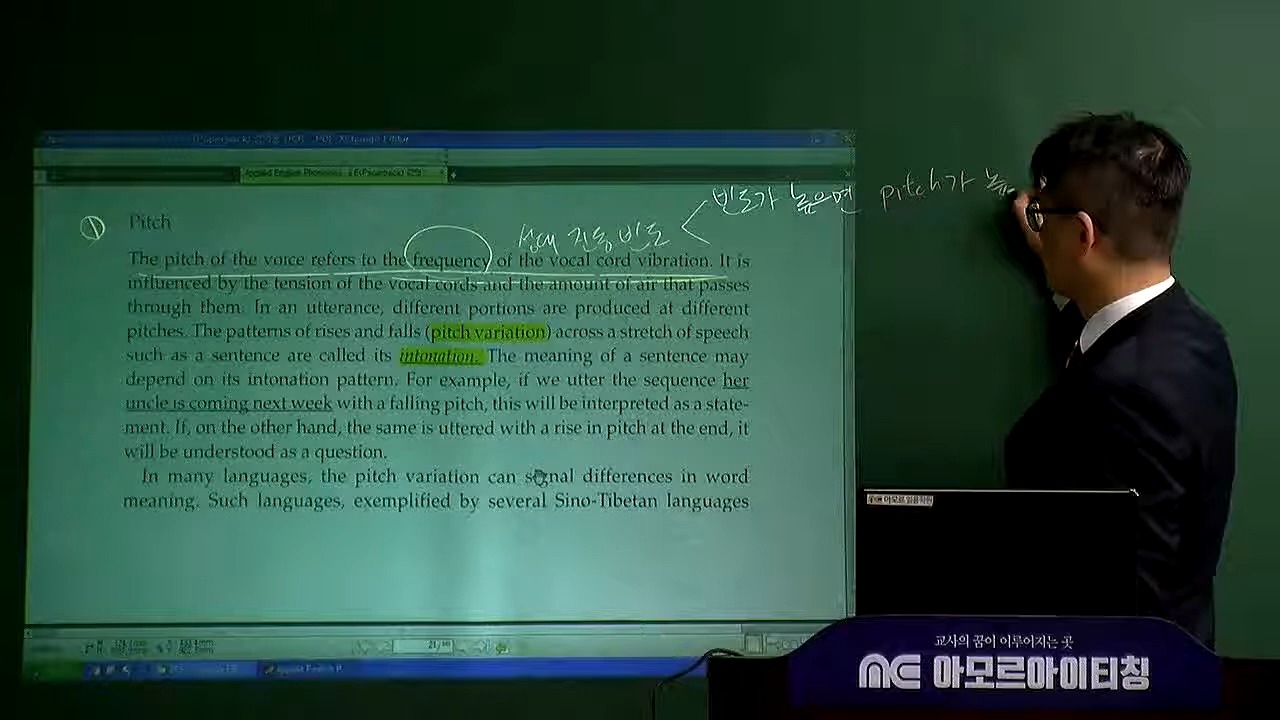 Applied English Phonology
① Pitch
빈도가 높으면 pitch가 높
성대 진동 빈도
The pitch of the voice refers to the frequency of the vocal cord vibration. It is
influenced by the tension of the vocal cords and the amount of air that passes
through them. In an utterance, different portions are produced at different
pitches. The patterns of rises and falls (pitch variation) across a stretch of speech
such as a sentence are called its intonation. The meaning of a sentence may
depend on its intonation pattern. For example, if we utter the sequence her
uncle is coming next week with a falling pitch, this will be interpreted as a state-
ment. If, on the other hand, the same is uttered with a rise in pitch at the end, it
will be understood as a question.
In many languages, the pitch variation can signal differences in word
meaning. Such languages, exemplified by several Sino-Tibetan languages
교사의 꿈이 이루어지는 곳
아모르아이티칭